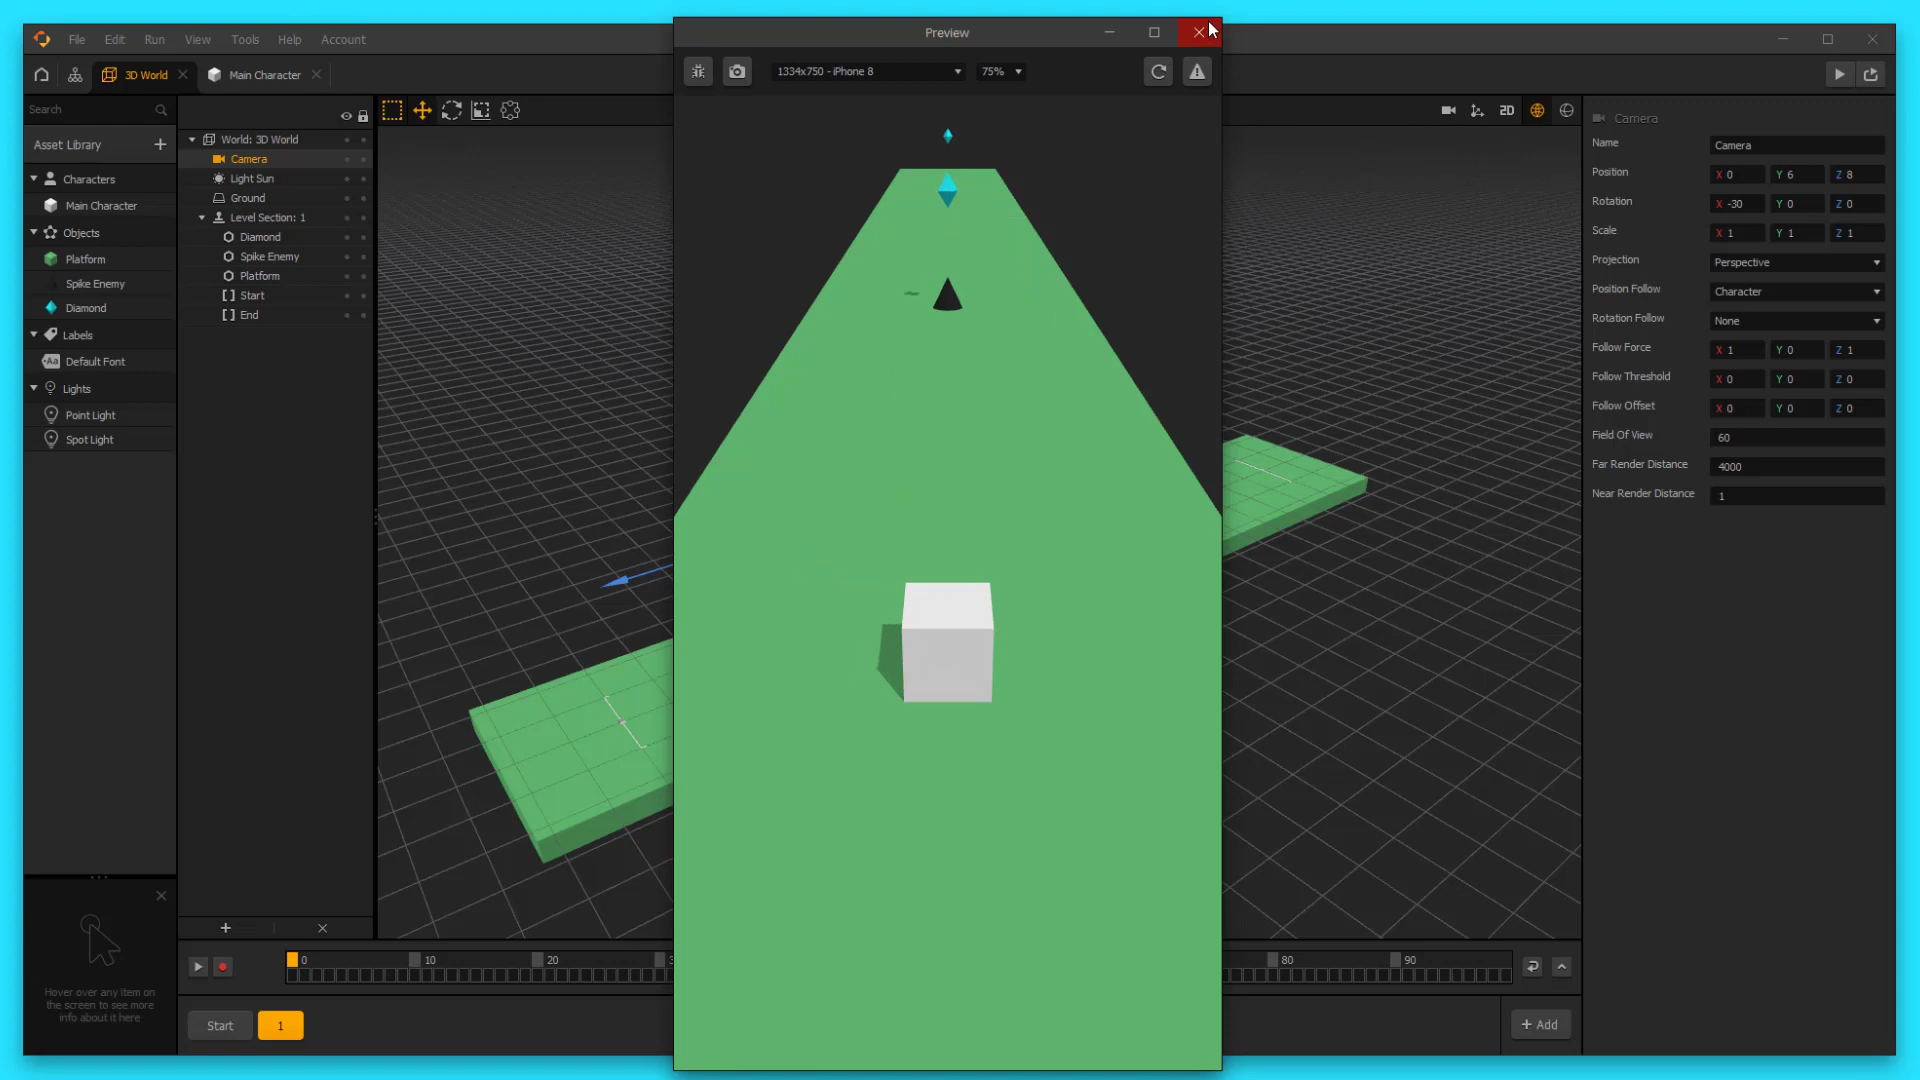 Preview
File Edit Run View Tools Help Account
3D World Main Character
1334x750 - iPhone 8 75%
Search
Asset Library
Characters
Main Character
Objects
Platform
Spike Enemy
Diamond
Labels
Aa Default Font
Lights
Point Light
Spot Light
World: 3D World
Camera
Light Sun
Ground
Level Section: 1
Diamond
Spike Enemy
Platform
Start
End
2D
Camera
Name Camera
Position X 0 Y 6 Z 8
Rotation X -30 Y 0 Z 0
Scale X 1 Y 1 Z 1
Projection Perspective
Position Follow Character
Rotation Follow None
Follow Force X 1 Y 0 Z 1
Follow Threshold X 0 Y 0 Z 0
Follow Offset X 0 Y 0 Z 0
Field Of View 60
Far Render Distance 4000
Near Render Distance 1
Hover over any item on
the screen to see more
info about it here
0 10 20 80 90
Start 1
Add